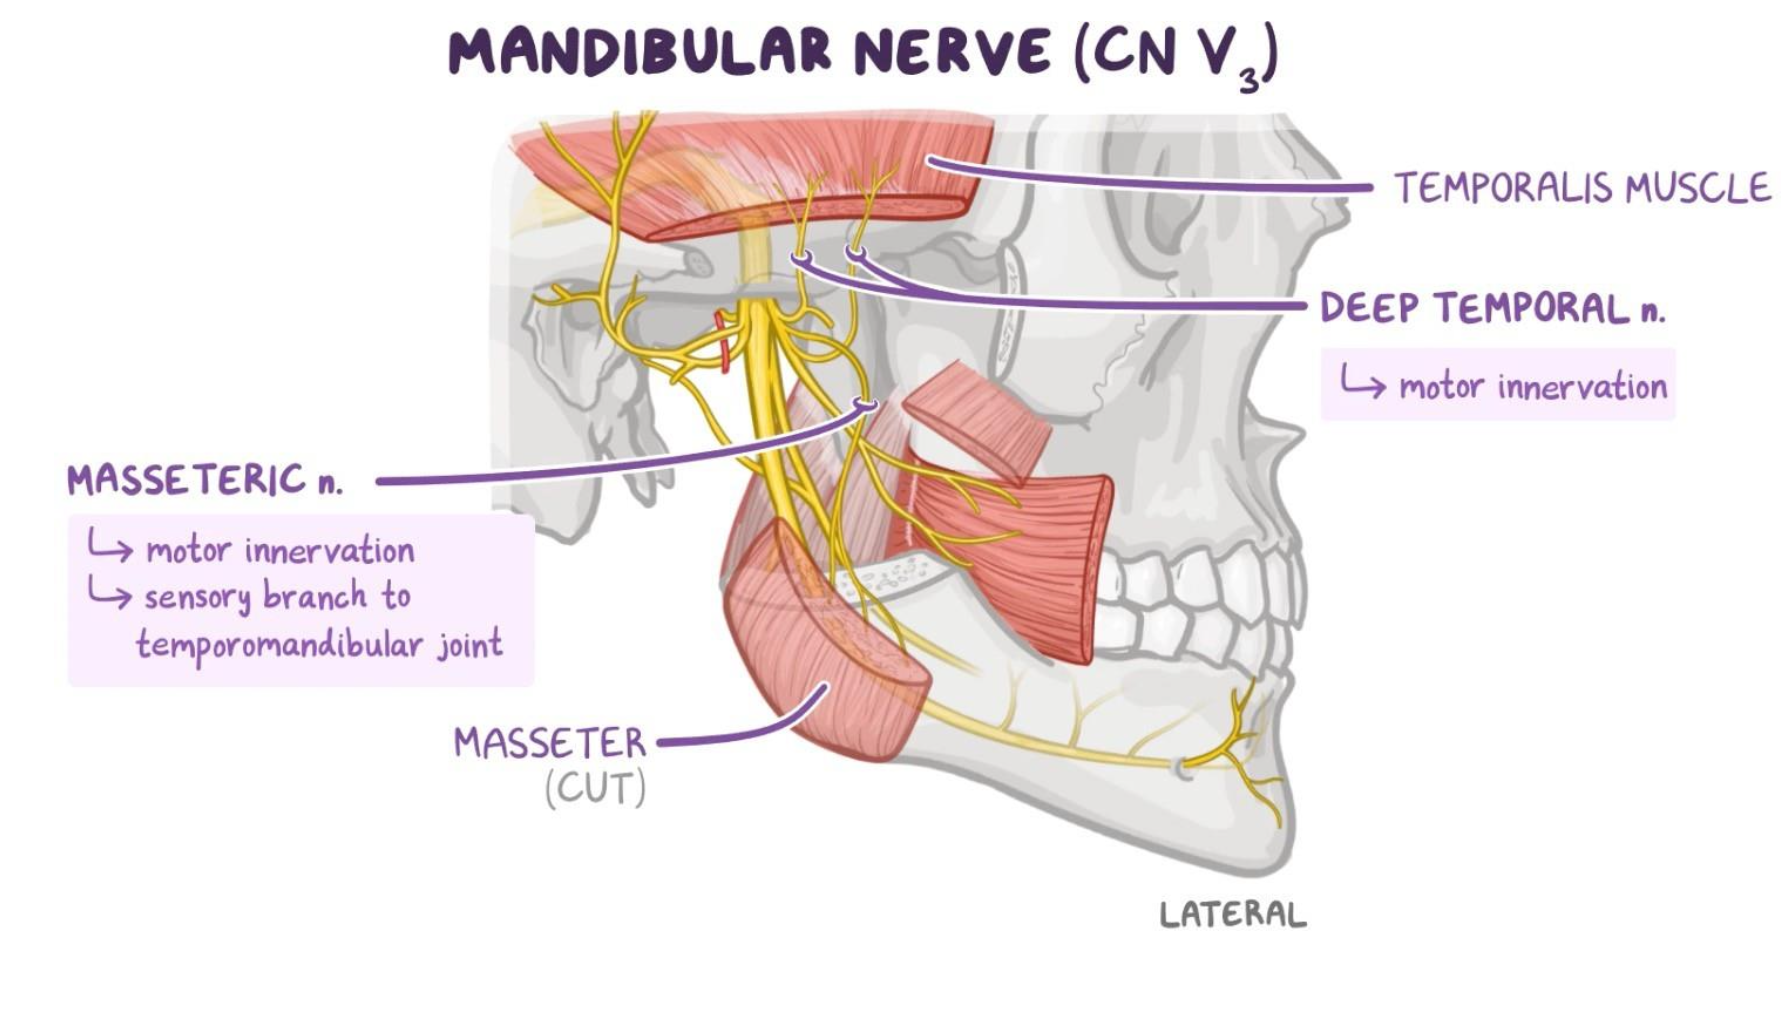 MANDIBULAR NERVE (CN V₃)
TEMPORALIS MUSCLE
DEEP TEMPORAL n.
↳ motor innervation
MASSETERIC n.
↳ motor innervation
↳ sensory branch to
temporomandibular joint
MASSETER
(CUT)
LATERAL